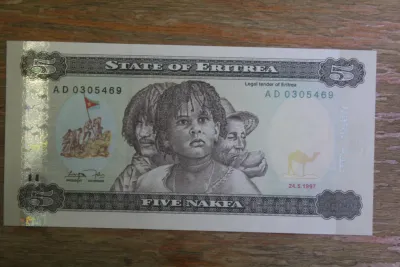 5 STATE OF ERITREA 5
Legal tender of Eritrea
AD 0305469 AD 0305469
24.5.1997
5 FIVE NAKFA 5